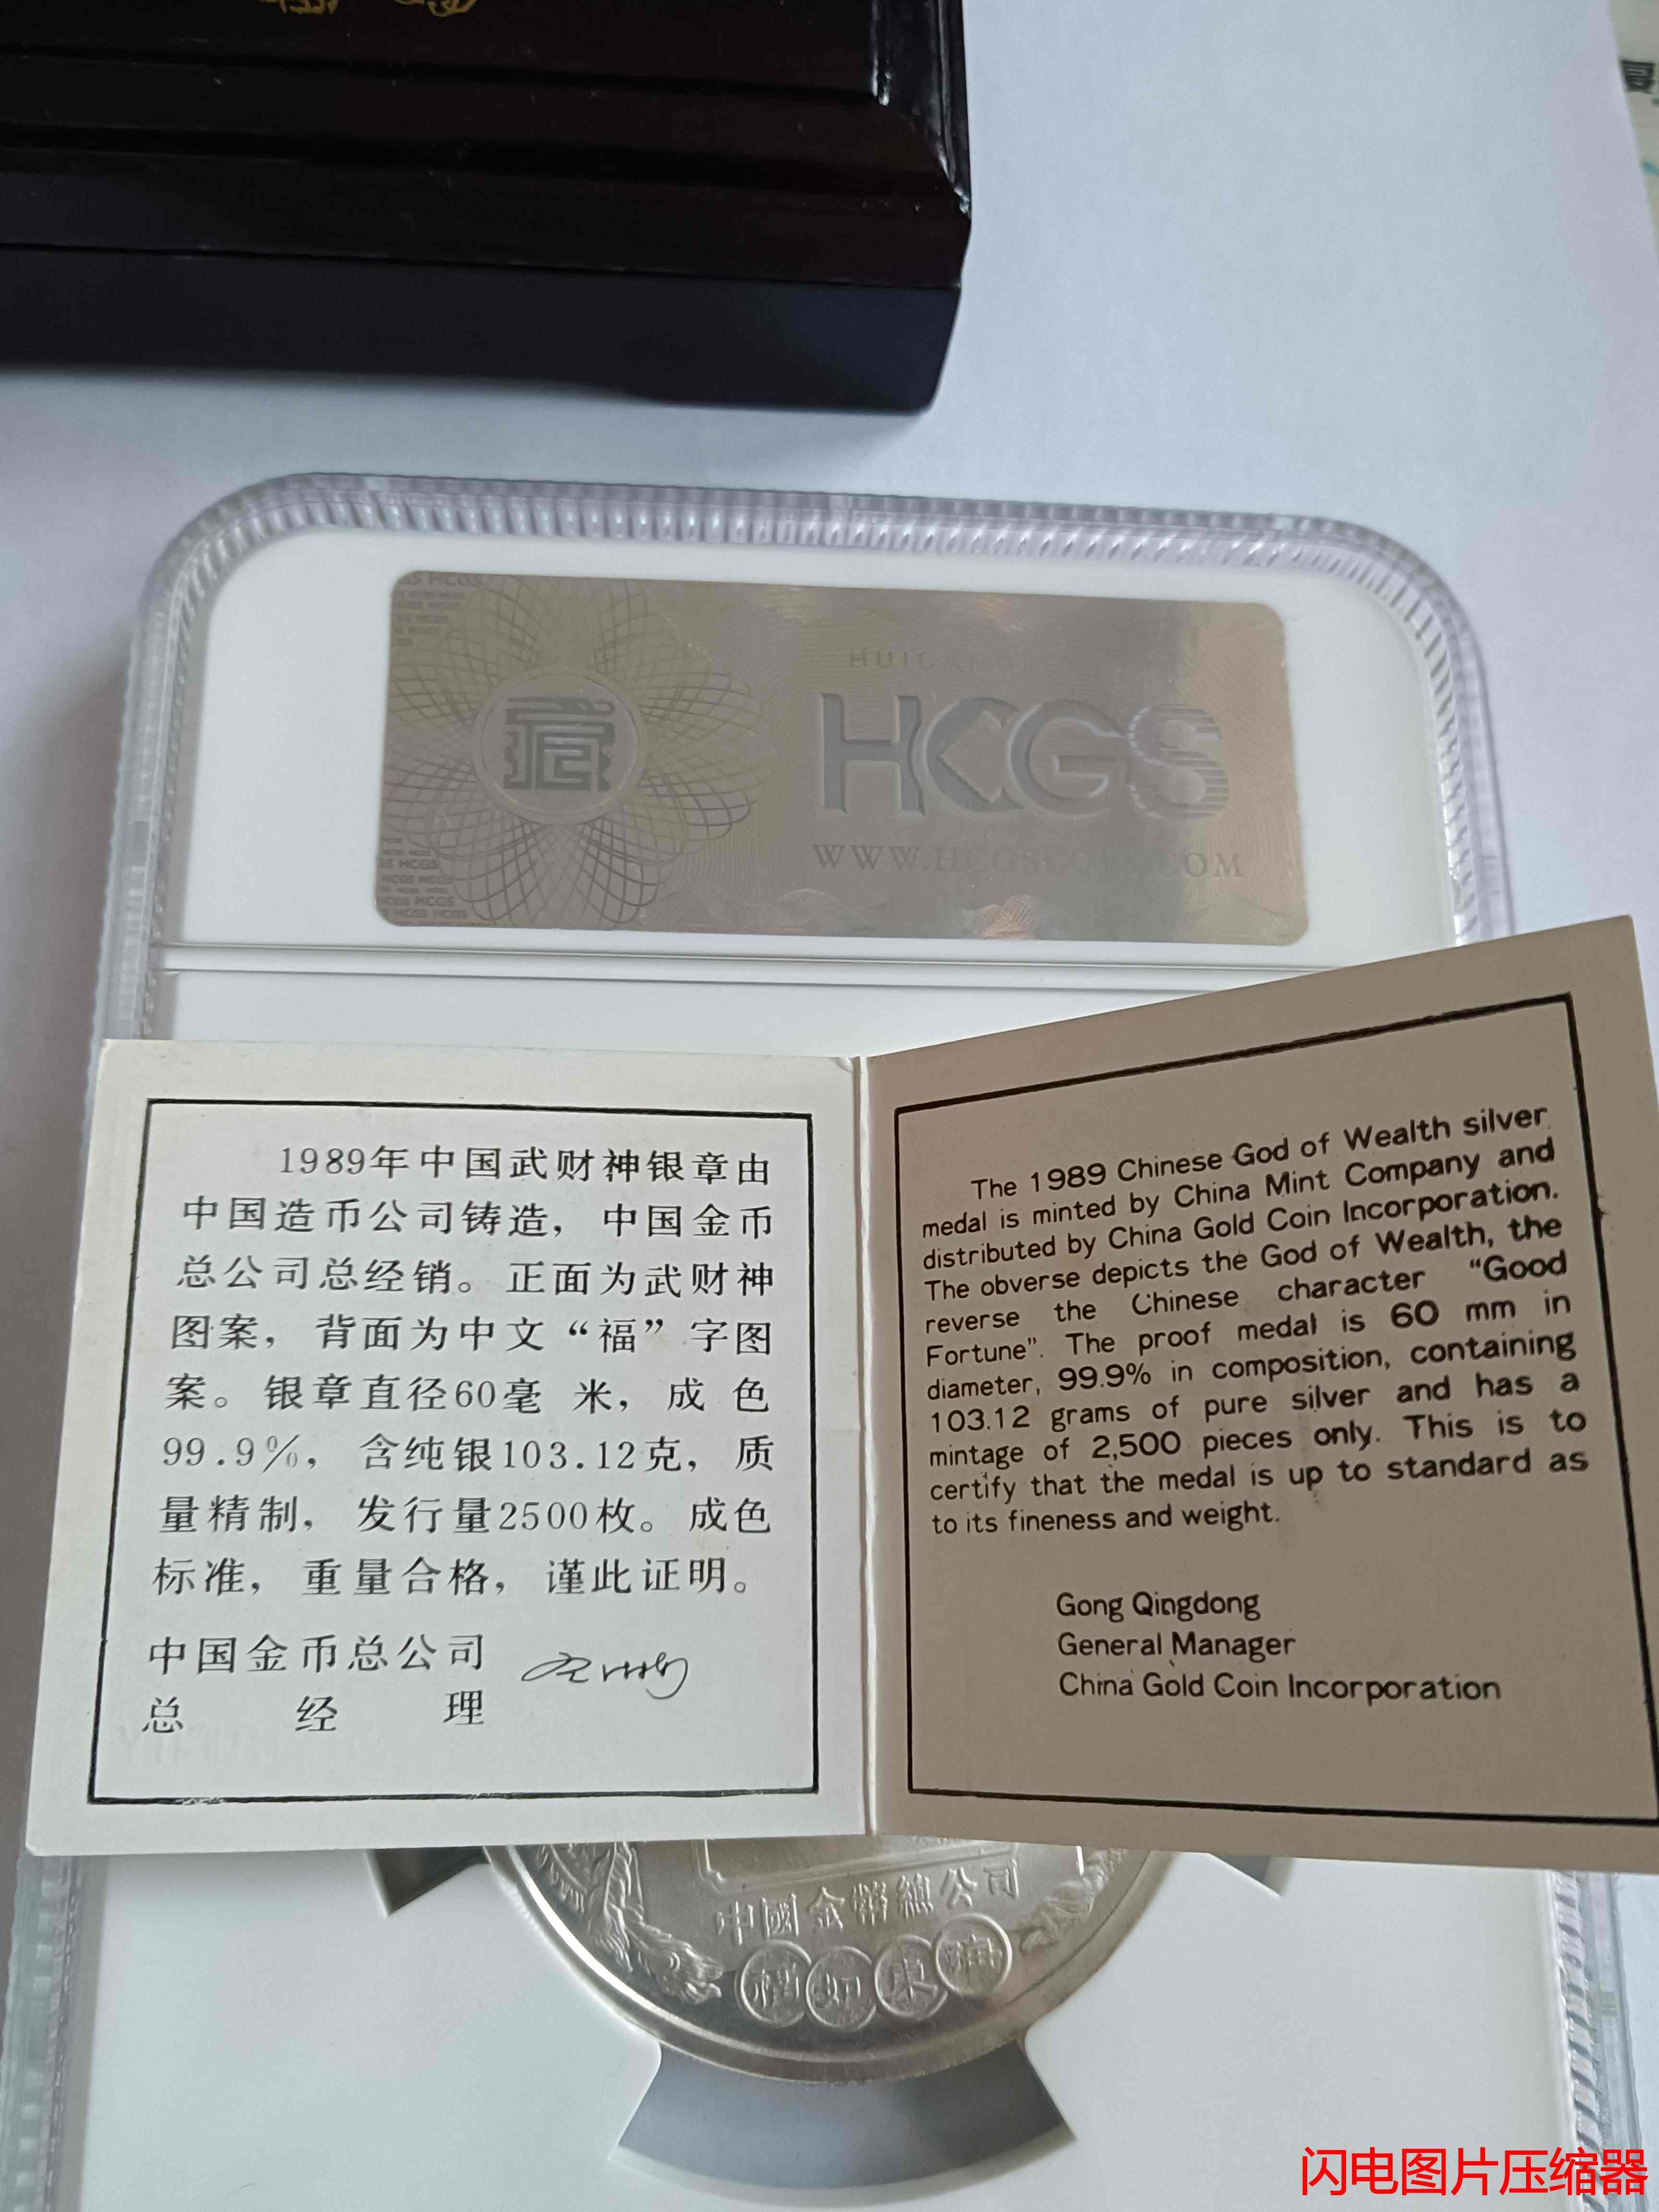 HCGS
1989年中国武财神银章由
中国造币公司铸造，中国金币
总公司总经销。正面为武财神
图案，背面为中文“福”字图
案。银章直径60毫 米，成 色
99.9%，含纯银103.12克，质
量精制，发行量2500枚。成色
标准，重量合格，谨此证明。
中国金币总公司
总 经 理
The 1989 Chinese God of Wealth silver
medal is minted by China Mint Company and
distributed by China Gold Coin Incorporation.
The obverse depicts the God of Wealth, the
reverse the Chinese character “Good
Fortune”. The proof medal is 60 mm in
diameter, 99.9% in composition, containing
103.12 grams of pure silver and has a
mintage of 2,500 pieces only. This is to
certify that the medal is up to standard as
to its fineness and weight.
Gong Qingdong
General Manager
China Gold Coin Incorporation
中國金幣總公司
福如東海
闪电图片压缩器